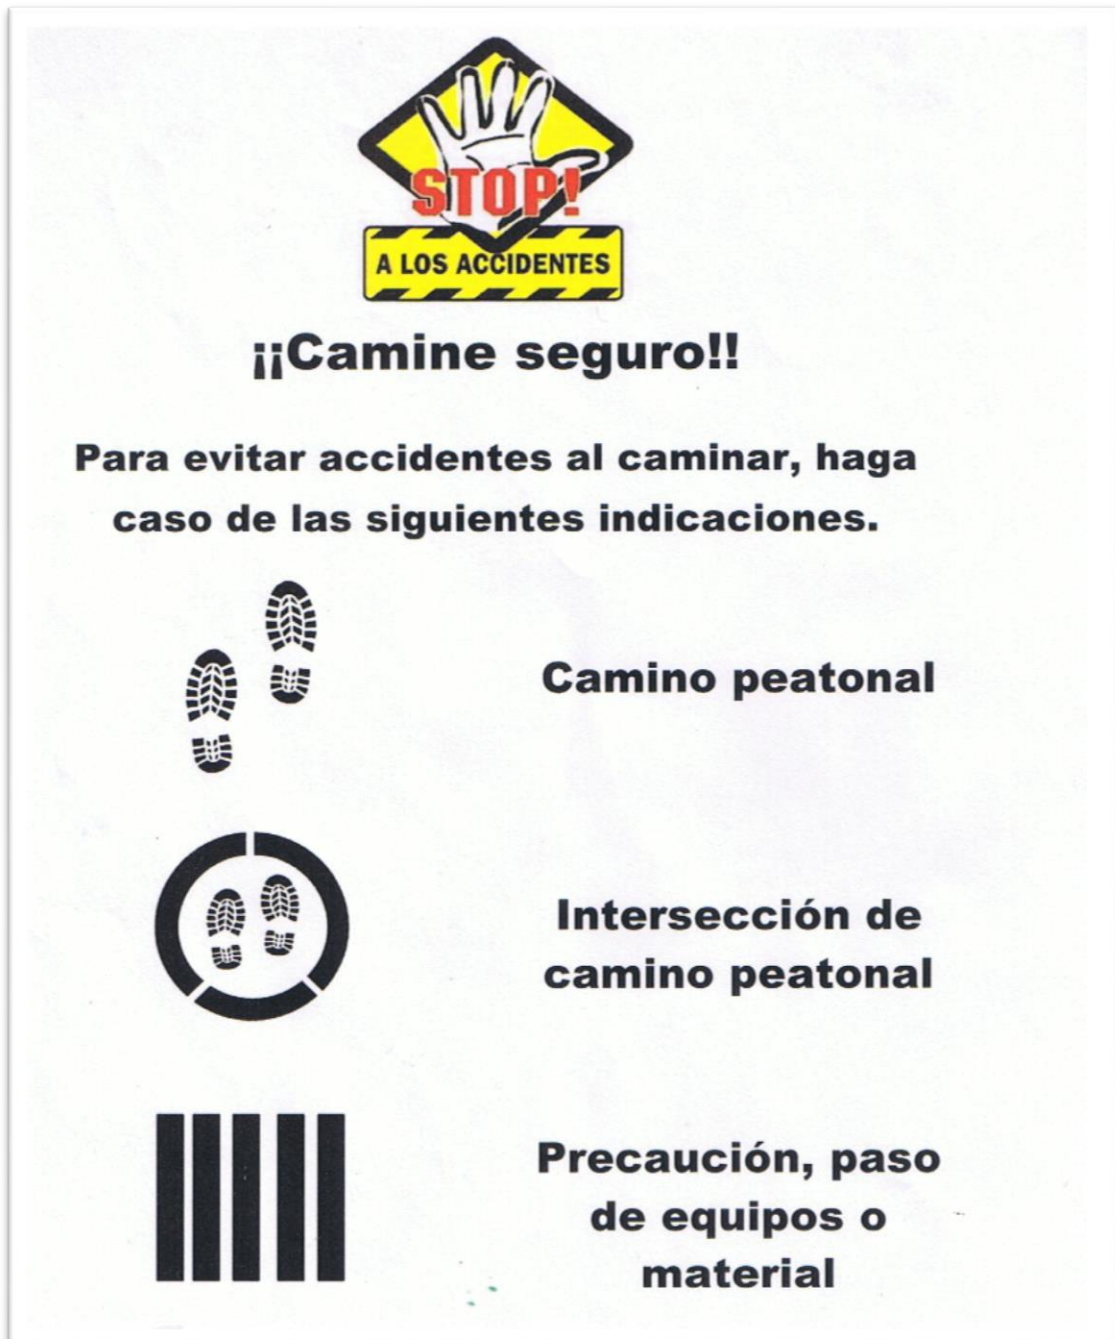 STOP!
A LOS ACCIDENTES
¡¡Camine seguro!!
Para evitar accidentes al caminar, haga
caso de las siguientes indicaciones.
Camino peatonal
Intersección de
camino peatonal
Precaución, paso
de equipos o
material